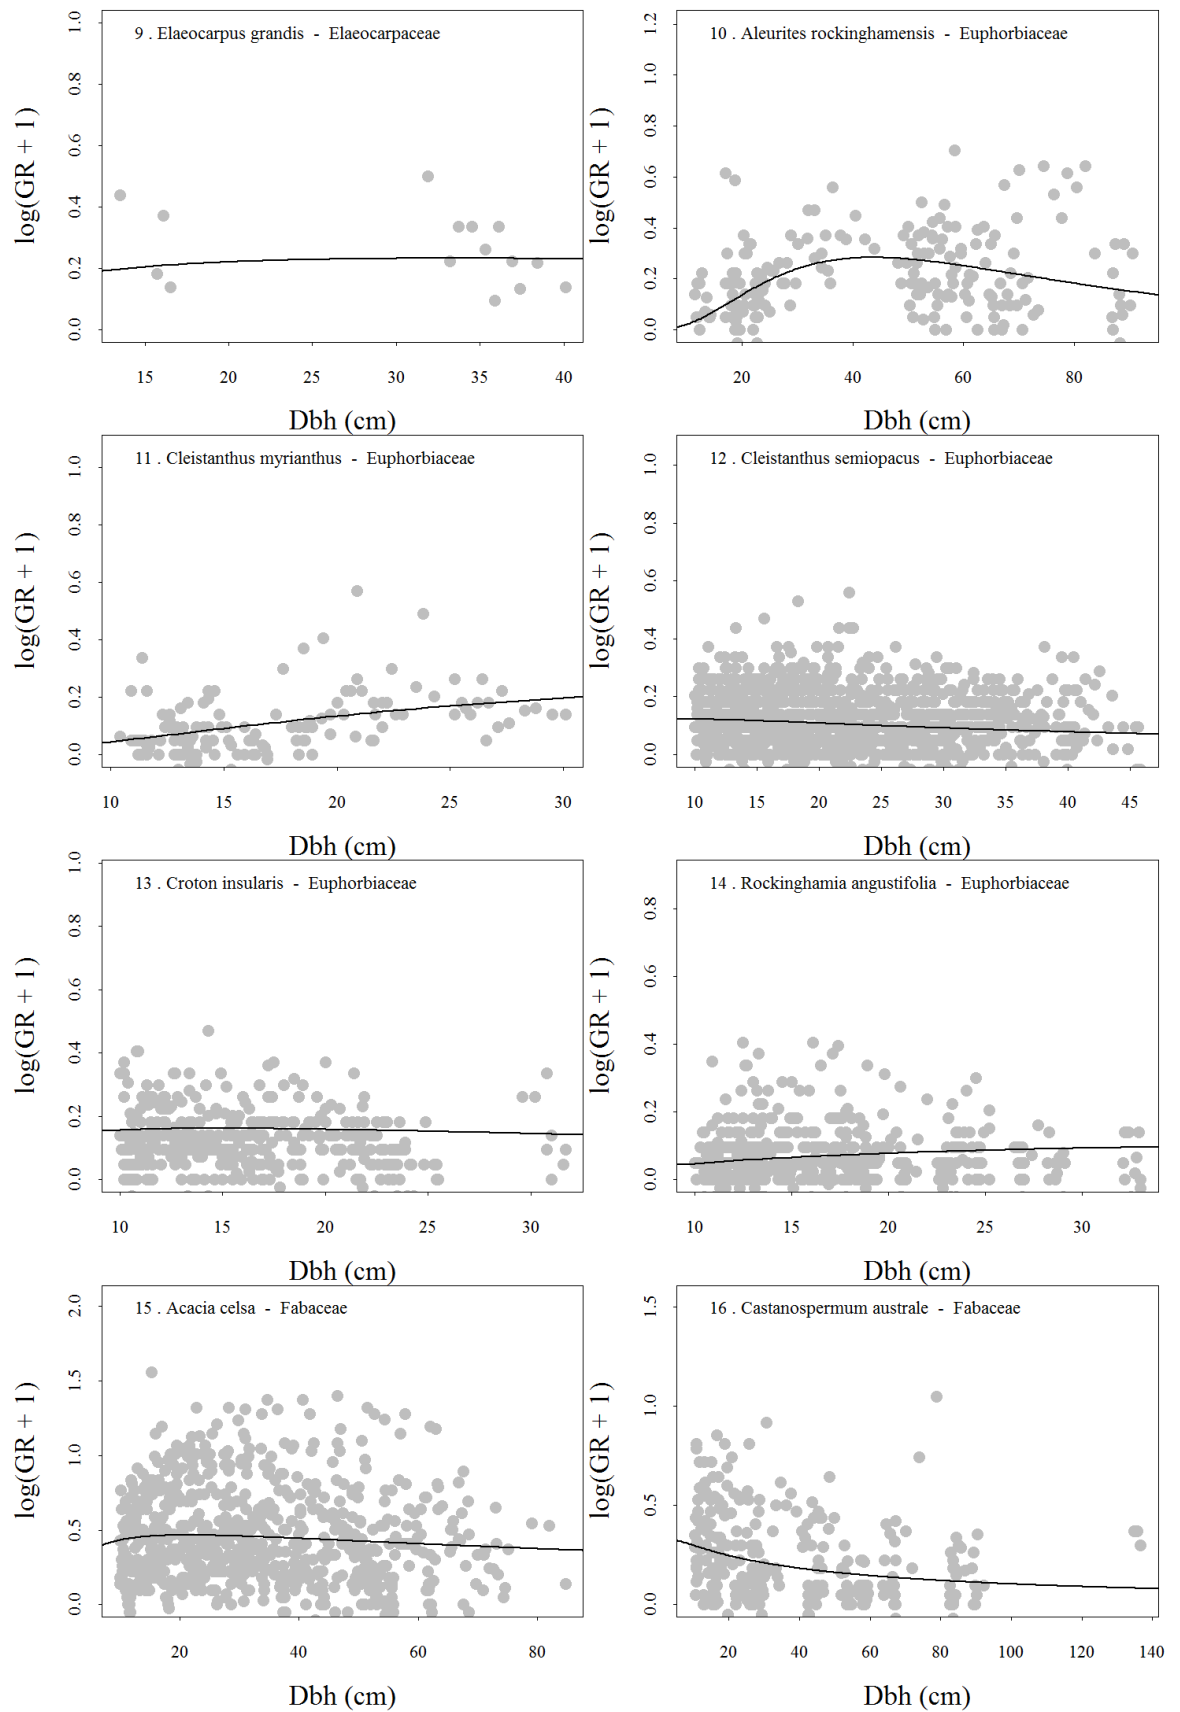 9 . Elaeocarpus grandis - Elaeocarpaceae
log(GR + 1)
0.0 0.2 0.4 0.6 0.8 1.0
15 20 25 30 35 40
Dbh (cm)
10 . Aleurites rockinghamensis - Euphorbiaceae
log(GR + 1)
0.0 0.2 0.4 0.6 0.8 1.0 1.2
20 40 60 80
Dbh (cm)
11 . Cleistanthus myrianthus - Euphorbiaceae
log(GR + 1)
0.0 0.2 0.4 0.6 0.8 1.0
10 15 20 25 30
Dbh (cm)
12 . Cleistanthus semiopacus - Euphorbiaceae
log(GR + 1)
0.0 0.2 0.4 0.6 0.8 1.0
10 15 20 25 30 35 40 45
Dbh (cm)
13 . Croton insularis - Euphorbiaceae
log(GR + 1)
0.0 0.2 0.4 0.6 0.8 1.0
10 15 20 25 30
Dbh (cm)
14 . Rockinghamia angustifolia - Euphorbiaceae
log(GR + 1)
0.0 0.2 0.4 0.6 0.8
10 15 20 25 30
Dbh (cm)
15 . Acacia celsa - Fabaceae
log(GR + 1)
0.0 0.5 1.0 1.5 2.0
20 40 60 80
Dbh (cm)
16 . Castanospermum australe - Fabaceae
log(GR + 1)
0.0 0.5 1.0 1.5
20 40 60 80 100 120 140
Dbh (cm)